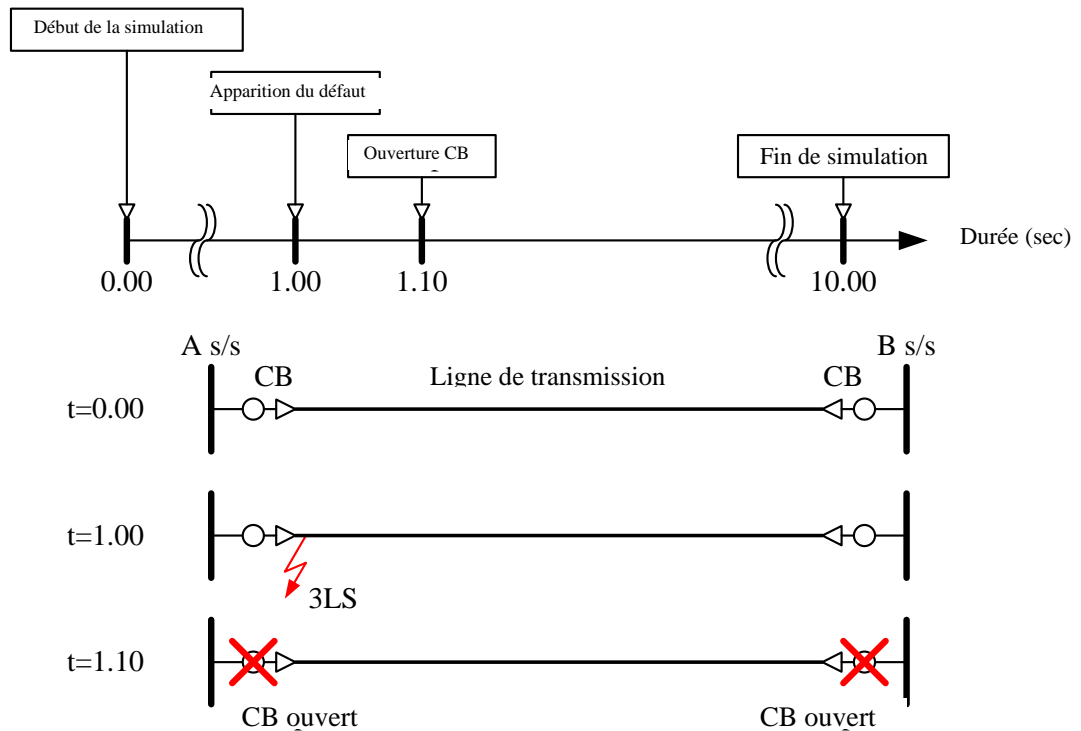 Début de la simulation
Apparition du défaut
Ouverture CB
Fin de simulation
Durée (sec)
0.00
1.00
1.10
10.00
A s/s
B s/s
CB
Ligne de transmission
CB
t=0.00
t=1.00
3LS
t=1.10
CB ouvert
CB ouvert